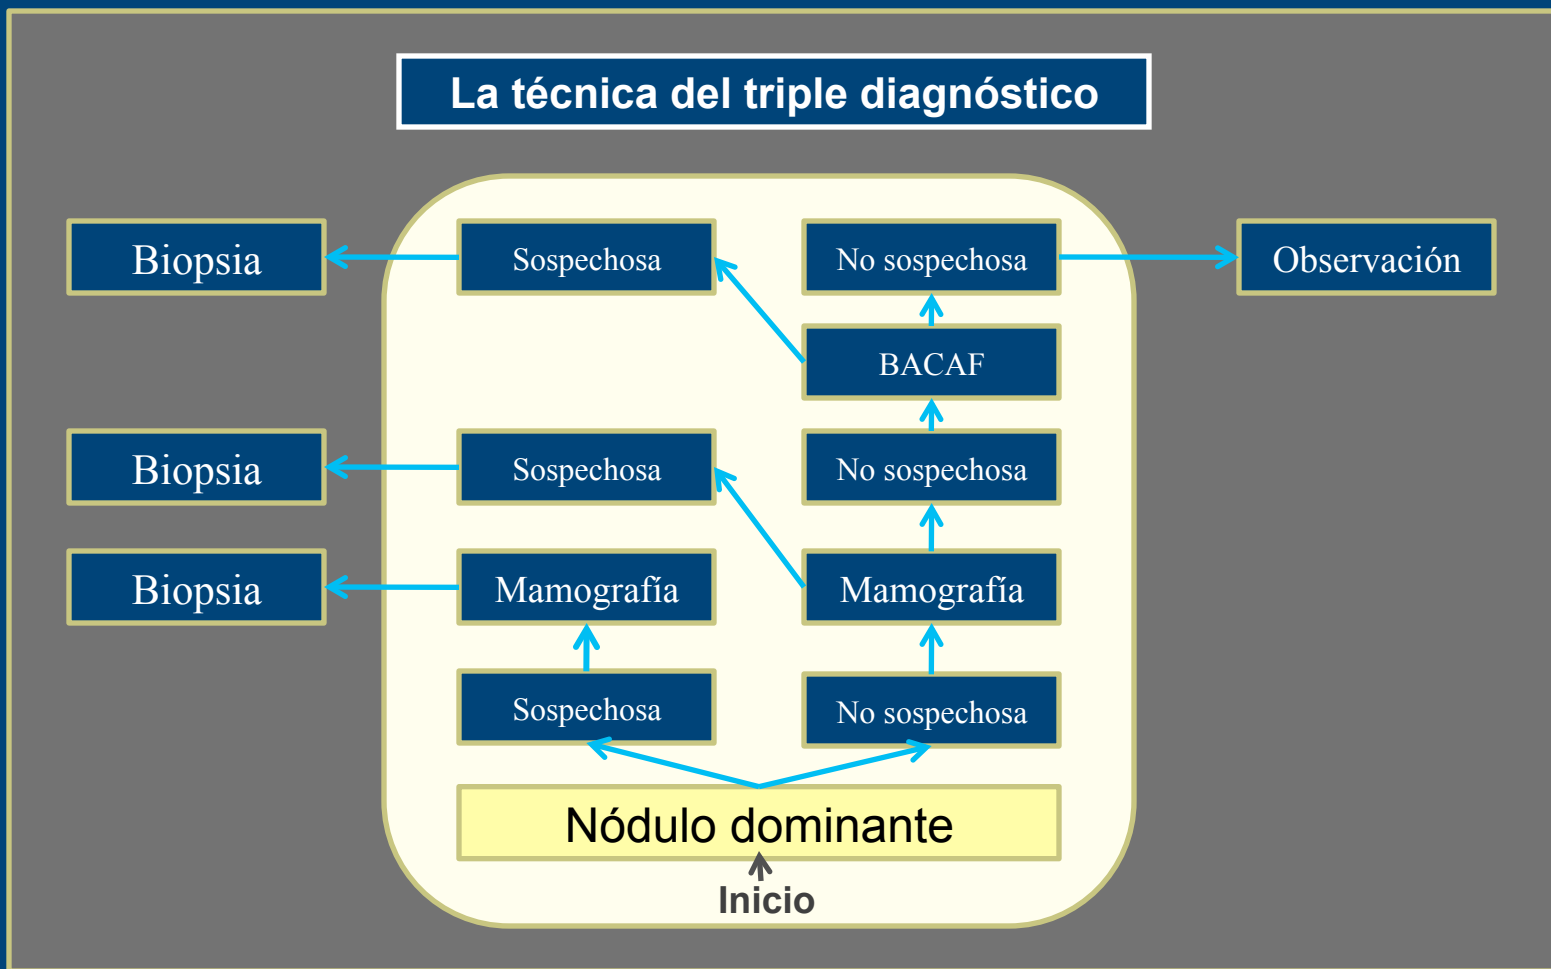 La técnica del triple diagnóstico
Biopsia
Sospechosa
No sospechosa
Observación
BACAF
Biopsia
Sospechosa
No sospechosa
Biopsia
Mamografía
Mamografía
Sospechosa
No sospechosa
Nódulo dominante
Inicio